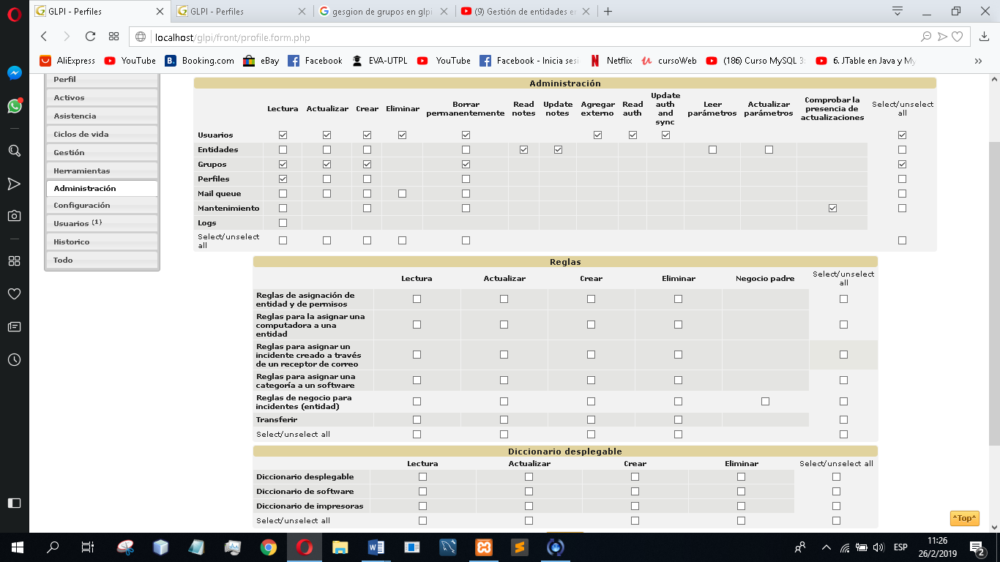 GLPI - Perfiles
GLPI - Perfiles
gesgion de grupos en glpi
(9) Gestión de entidades en
localhost/glpi/front/profile.form.php
AliExpress
YouTube
Booking.com
eBay
Facebook
EVA-UTPL
YouTube
Facebook - Inicia sesi
Netflix
cursoWeb
(186) Curso MySQL 3:
6. JTable en Java y My
Perfil
Activos
Asistencia
Ciclos de vida
Gestión
Herramientas
Administración
Configuración
Usuarios (1)
Historico
Todo
Administración
Lectura
Actualizar
Crear
Eliminar
Borrar
permanentemente
Read
notes
Update
notes
Agregar
externo
Read
auth
Update
auth
and
sync
Leer
parámetros
Actualizar
parámetros
Comprobar la
presencia de
actualizaciones
Select/unselect
all
Usuarios
Entidades
Grupos
Perfiles
Mail queue
Mantenimiento
Logs
Select/unselect
all
Reglas
Lectura
Actualizar
Crear
Eliminar
Negocio padre
Select/unselect
all
Reglas de asignación de
entidad y de permisos
Reglas para la asignar una
computadora a una
entidad
Reglas para asignar un
incidente creado a través
de un receptor de correo
Reglas para asignar una
categoría a un software
Reglas de negocio para
incidentes (entidad)
Transferir
Select/unselect all
Diccionario desplegable
Lectura
Actualizar
Crear
Eliminar
Select/unselect all
Diccionario desplegable
Diccionario de software
Diccionario de impresoras
Select/unselect all
^Top^
ESP
11:26
26/2/2019
2